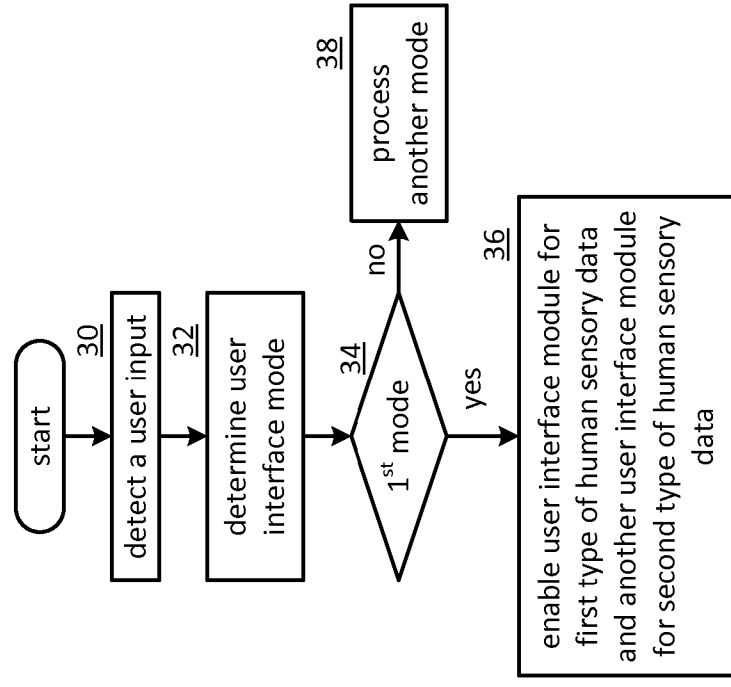 start
30
detect a user input
32
determine user
interface mode
34
1st mode
no
38
process
another mode
yes
36
enable user interface module for
first type of human sensory data
and another user interface module
for second type of human sensory
data